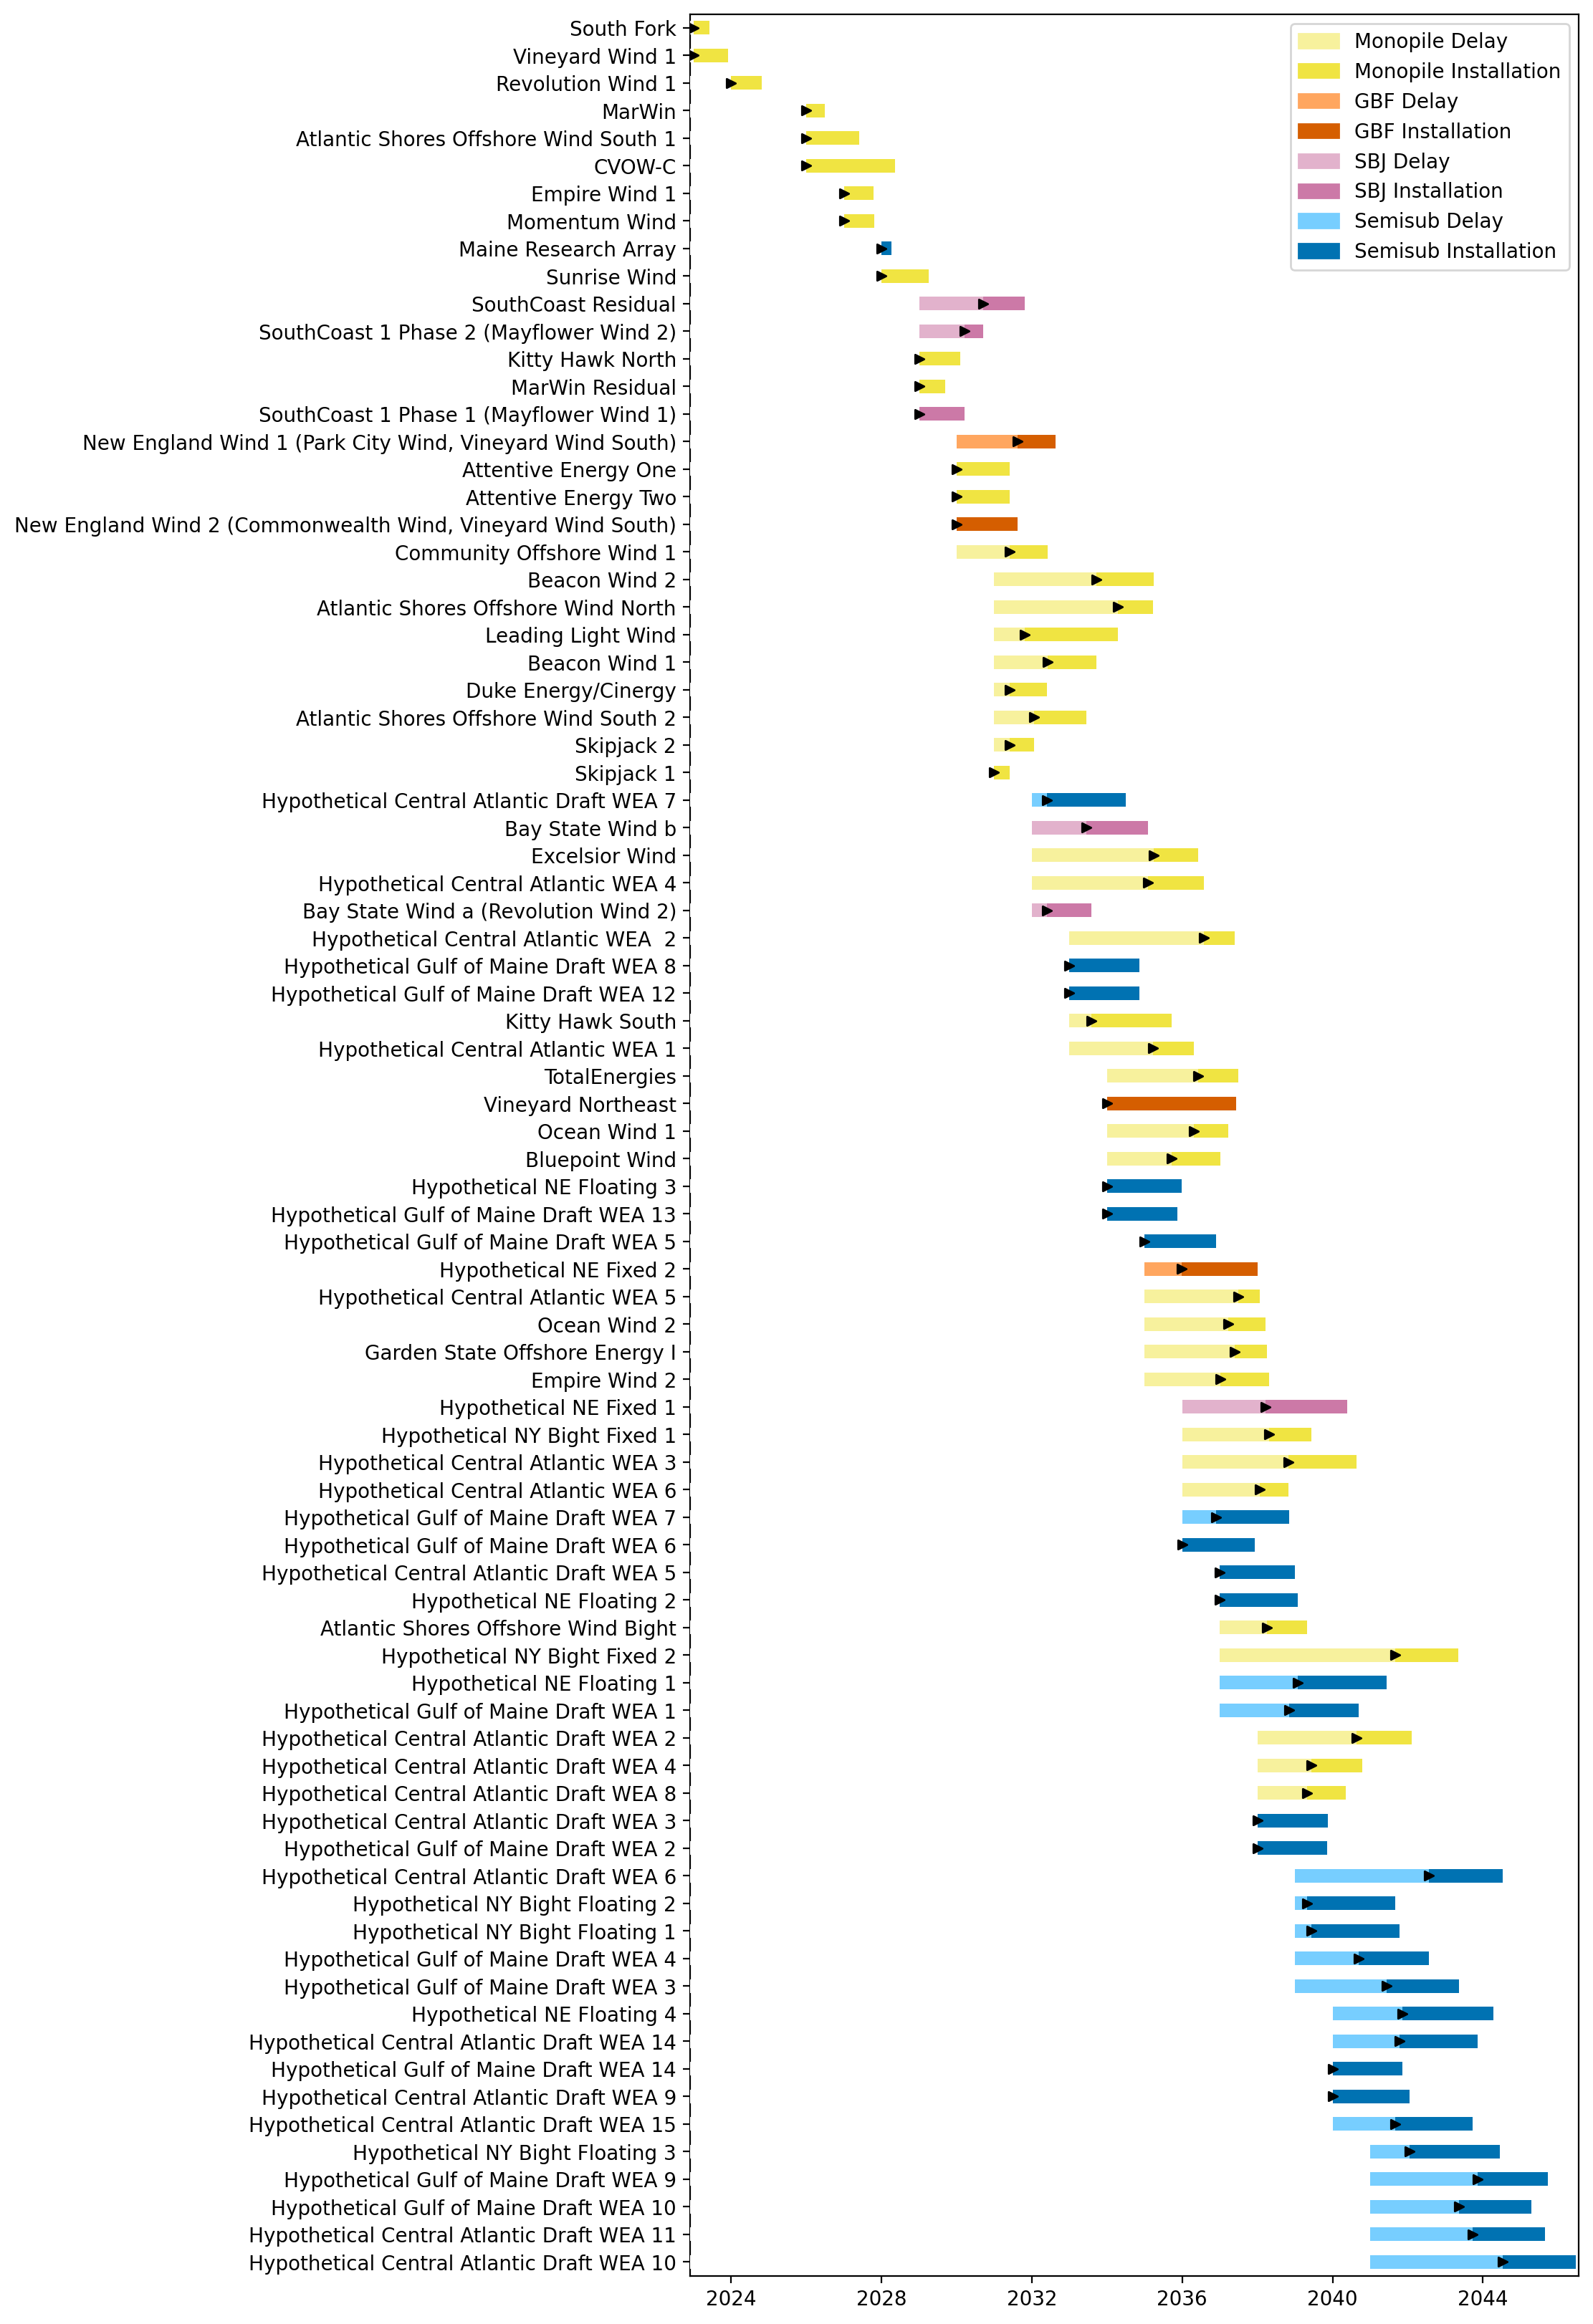 South Fork
Vineyard Wind 1
Revolution Wind 1
MarWin
Atlantic Shores Offshore Wind South 1
CVOW-C
Empire Wind 1
Momentum Wind
Maine Research Array
Sunrise Wind
SouthCoast Residual
SouthCoast 1 Phase 2 (Mayflower Wind 2)
Kitty Hawk North
MarWin Residual
SouthCoast 1 Phase 1 (Mayflower Wind 1)
New England Wind 1 (Park City Wind, Vineyard Wind South)
Attentive Energy One
Attentive Energy Two
New England Wind 2 (Commonwealth Wind, Vineyard Wind South)
Community Offshore Wind 1
Beacon Wind 2
Atlantic Shores Offshore Wind North
Leading Light Wind
Beacon Wind 1
Duke Energy/Cinergy
Atlantic Shores Offshore Wind South 2
Skipjack 2
Skipjack 1
Hypothetical Central Atlantic Draft WEA 7
Bay State Wind b
Excelsior Wind
Hypothetical Central Atlantic WEA 4
Bay State Wind a (Revolution Wind 2)
Hypothetical Central Atlantic WEA  2
Hypothetical Gulf of Maine Draft WEA 8
Hypothetical Gulf of Maine Draft WEA 12
Kitty Hawk South
Hypothetical Central Atlantic WEA 1
TotalEnergies
Vineyard Northeast
Ocean Wind 1
Bluepoint Wind
Hypothetical NE Floating 3
Hypothetical Gulf of Maine Draft WEA 13
Hypothetical Gulf of Maine Draft WEA 5
Hypothetical NE Fixed 2
Hypothetical Central Atlantic WEA 5
Ocean Wind 2
Garden State Offshore Energy I
Empire Wind 2
Hypothetical NE Fixed 1
Hypothetical NY Bight Fixed 1
Hypothetical Central Atlantic WEA 3
Hypothetical Central Atlantic WEA 6
Hypothetical Gulf of Maine Draft WEA 7
Hypothetical Gulf of Maine Draft WEA 6
Hypothetical Central Atlantic Draft WEA 5
Hypothetical NE Floating 2
Atlantic Shores Offshore Wind Bight
Hypothetical NY Bight Fixed 2
Hypothetical NE Floating 1
Hypothetical Gulf of Maine Draft WEA 1
Hypothetical Central Atlantic Draft WEA 2
Hypothetical Central Atlantic Draft WEA 4
Hypothetical Central Atlantic Draft WEA 8
Hypothetical Central Atlantic Draft WEA 3
Hypothetical Gulf of Maine Draft WEA 2
Hypothetical Central Atlantic Draft WEA 6
Hypothetical NY Bight Floating 2
Hypothetical NY Bight Floating 1
Hypothetical Gulf of Maine Draft WEA 4
Hypothetical Gulf of Maine Draft WEA 3
Hypothetical NE Floating 4
Hypothetical Central Atlantic Draft WEA 14
Hypothetical Gulf of Maine Draft WEA 14
Hypothetical Central Atlantic Draft WEA 9
Hypothetical Central Atlantic Draft WEA 15
Hypothetical NY Bight Floating 3
Hypothetical Gulf of Maine Draft WEA 9
Hypothetical Gulf of Maine Draft WEA 10
Hypothetical Central Atlantic Draft WEA 11
Hypothetical Central Atlantic Draft WEA 10
Monopile Delay
Monopile Installation
GBF Delay
GBF Installation
SBJ Delay
SBJ Installation
Semisub Delay
Semisub Installation
2024 2028 2032 2036 2040 2044